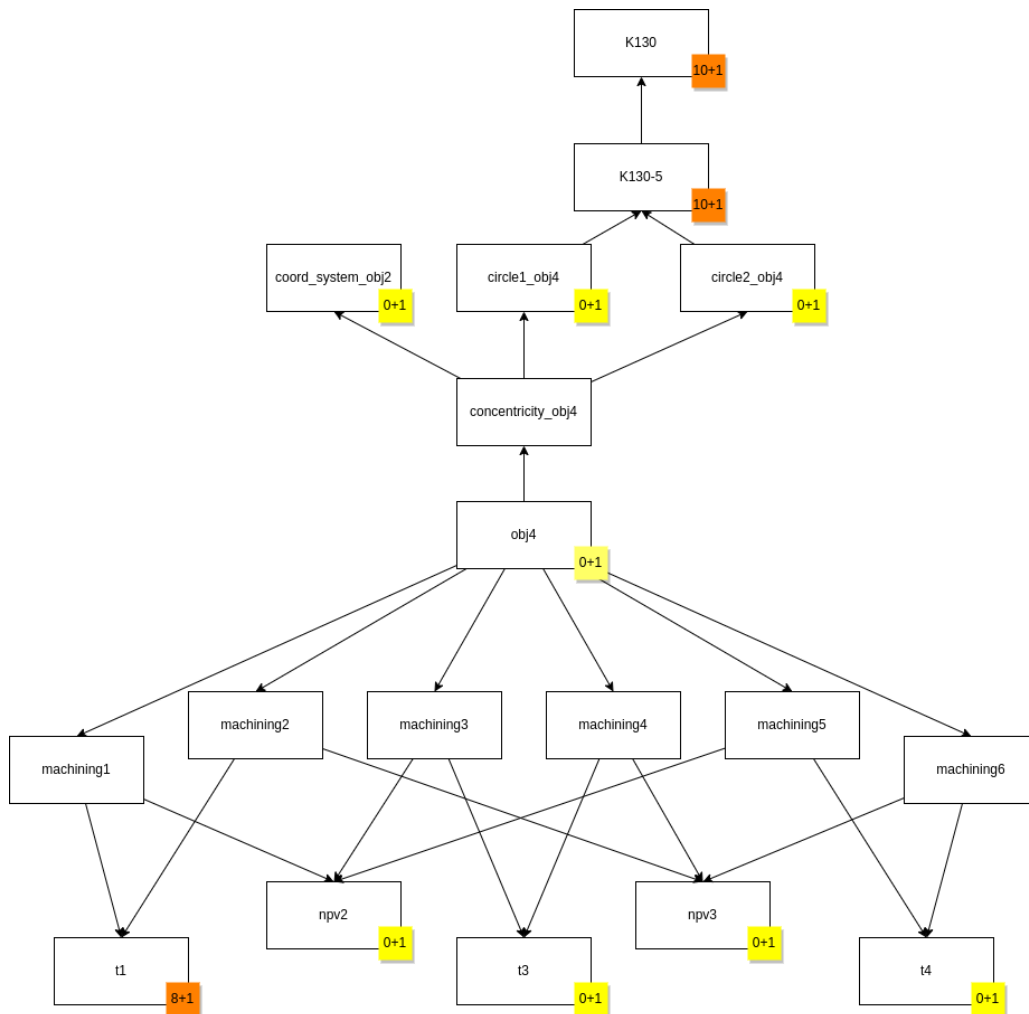 K130
10+1
K130-5
10+1
coord_system_obj2
0+1
circle1_obj4
0+1
circle2_obj4
0+1
concentricity_obj4
obj4
0+1
machining1
machining2
machining3
machining4
machining5
machining6
npv2
0+1
npv3
0+1
t1
8+1
t3
0+1
t4
0+1